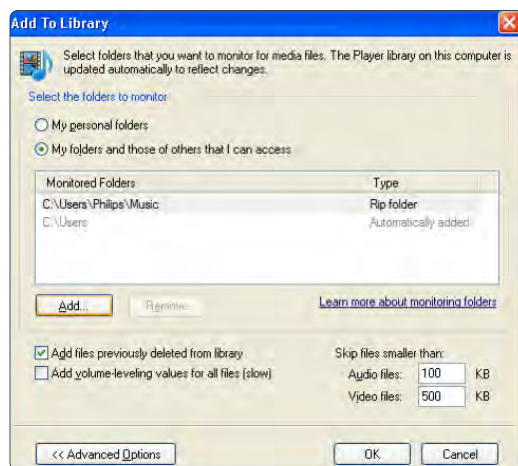 Add To Library
Select folders that you want to monitor for media files. The Player library on this computer is
updated automatically to reflect changes.
Select the folders to monitor
My personal folders
My folders and those of others that I can access
Monitored Folders Type
C:\Users\Philips\Music Rip folder
C:\Users Automatically added
Add... Remove Learn more about monitoring folders
Add files previously deleted from library Skip files smaller than:
Add volume-leveling values for all files (slow) Audio files: 100 KB
Video files: 500 KB
<< Advanced Options OK Cancel